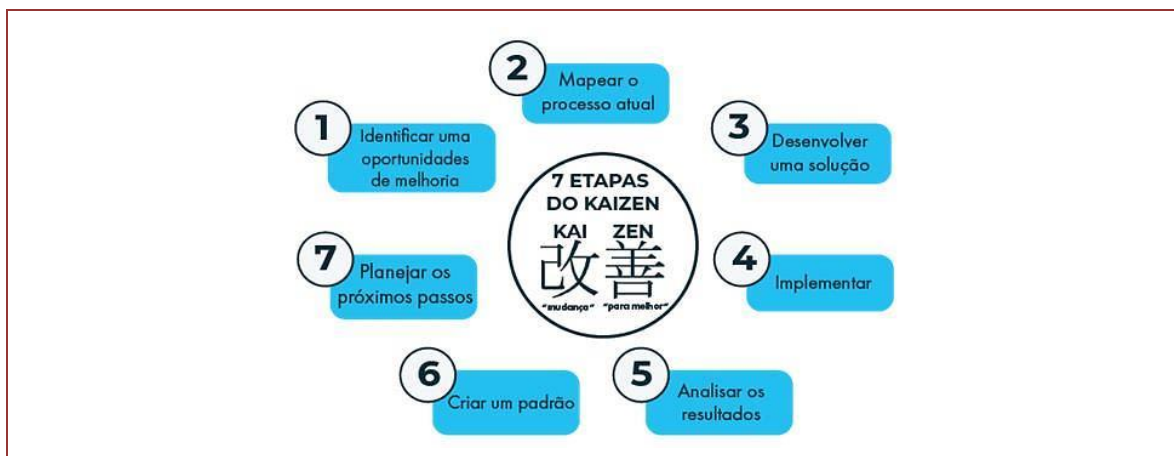 7 ETAPAS
DO KAIZEN
KAI ZEN
改善
"mudança" "para melhor"
1
Identificar uma
oportunidades
de melhoria
2
Mapear o
processo atual
3
Desenvolver
uma solução
4
Implementar
5
Analisar os
resultados
6
Criar um padrão
7
Planejar os
próximos passos